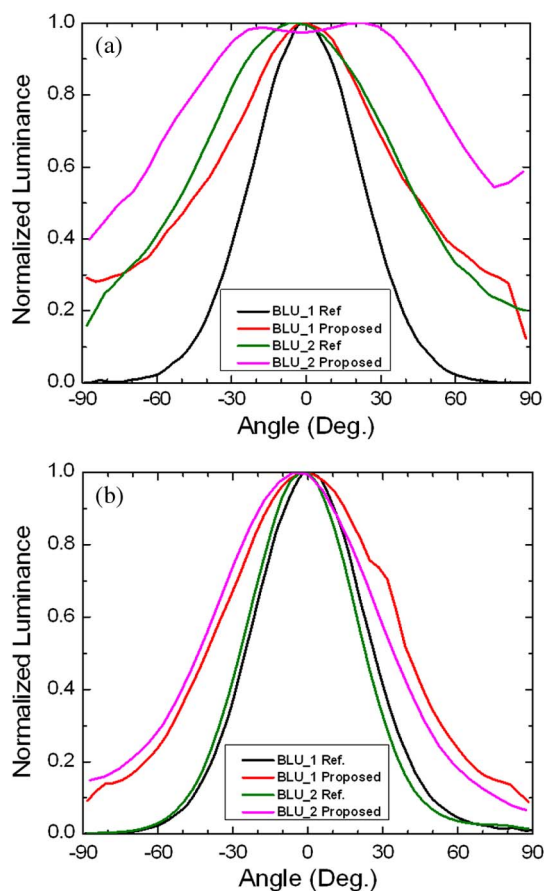 (a)
Normalized Luminance
1.0
0.8
0.6
0.4
0.2
0.0
BLU_1 Ref
BLU_1 Proposed
BLU_2 Ref
BLU_2 Proposed
-90 -60 -30 0 30 60 90
Angle (Deg.)
(b)
Normalized Luminance
1.0
0.8
0.6
0.4
0.2
0.0
BLU_1 Ref.
BLU_1 Proposed
BLU_2 Ref.
BLU_2 Proposed
-90 -60 -30 0 30 60 90
Angle (Deg.)